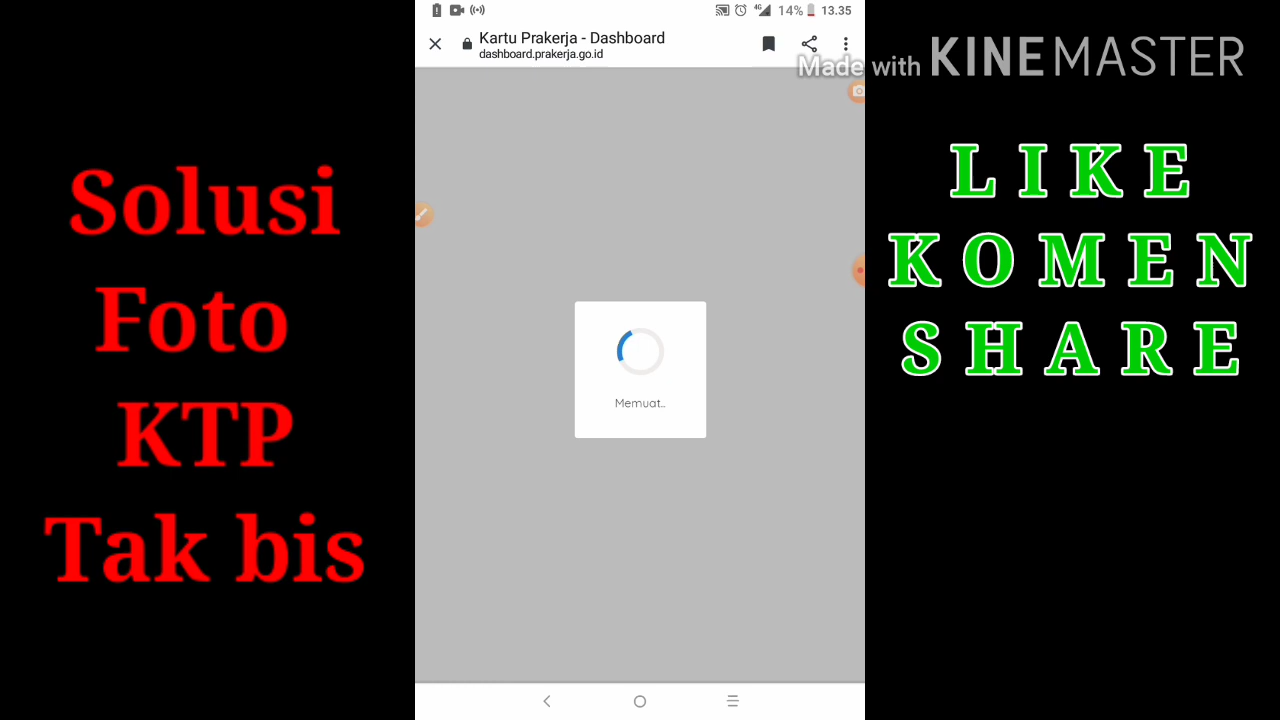 14% 13.35
Kartu Prakerja - Dashboard
dashboard.prakerja.go.id
Made with KINEMASTER
Solusi
Foto
KTP
Tak bis
Memuat..
LIKE
KOMEN
SHARE